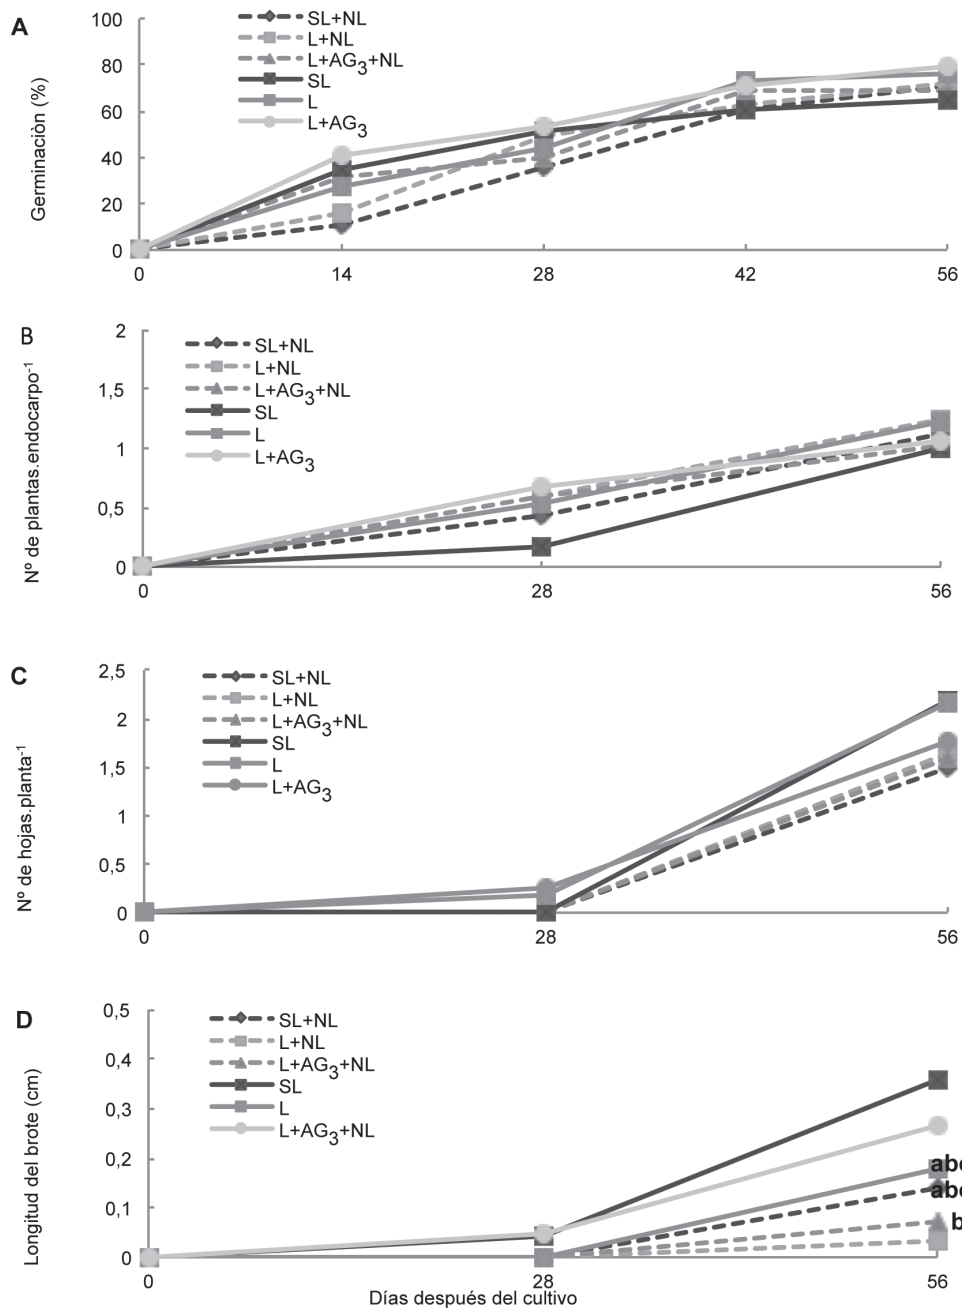 A
Germinaciòn (%)
100
80
60
40
20
0
SL+NL
L+NL
L+AG3+NL
SL
L
L+AG3
0 14 28 42 56
B
Nº de plantas.endocarpo-1
2
1,5
1
0,5
0
SL+NL
L+NL
L+AG3+NL
SL
L
L+AG3
0 28 56
C
Nº de hojas.planta-1
2,5
2
1,5
1
0,5
0
SL+NL
L+NL
L+AG3+NL
SL
L
L+AG3
0 28 56
D
Longitud del brote (cm)
0,5
0,4
0,3
0,2
0,1
0
SL+NL
L+NL
L+AG3+NL
SL
L
L+AG3+NL
abc
abc
b
0 28 56
Días después del cultivo